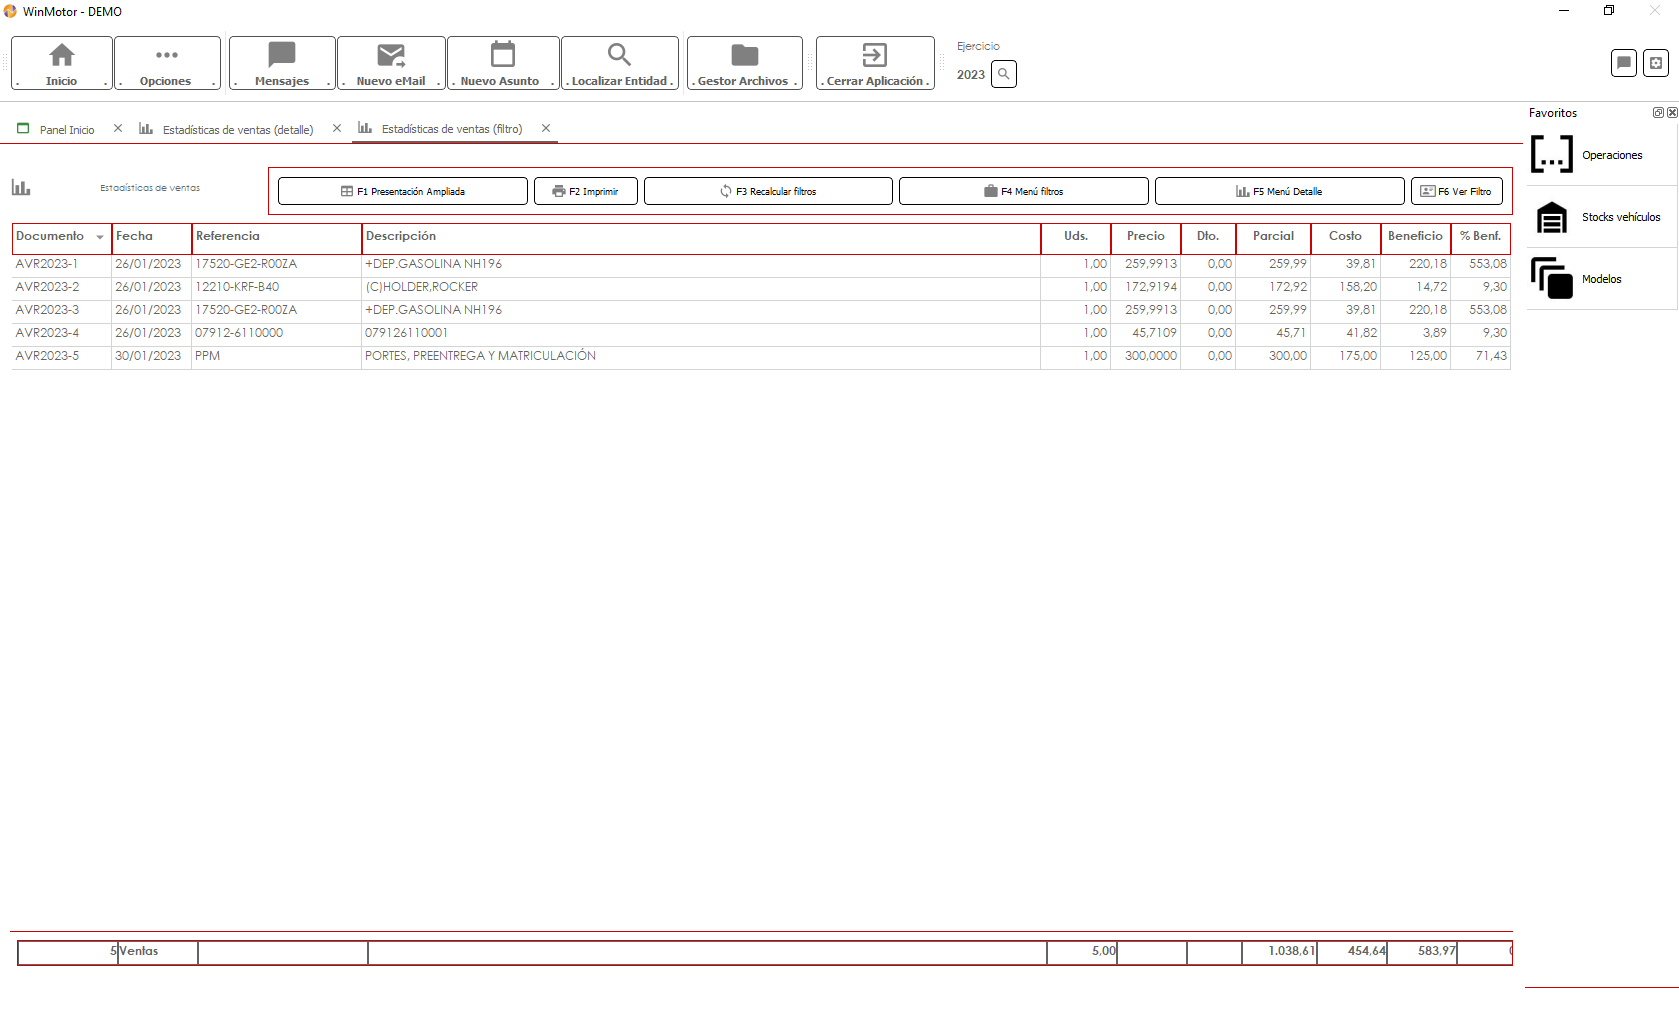 WinMotor - DEMO
. Inicio .
. Opciones .
. Mensajes .
. Nuevo eMail .
. Nuevo Asunto .
. Localizar Entidad .
. Gestor Archivos .
. Cerrar Aplicación .
Ejercicio
2023
Favoritos
Panel Inicio
Estadísticas de ventas (detalle)
Estadísticas de ventas (filtro)
Operaciones
Stocks vehículos
Modelos
Estadísticas de ventas
F1 Presentación Ampliada
F2 Imprimir
F3 Recalcular filtros
F4 Menú filtros
F5 Menú Detalle
F6 Ver Filtro
Documento Fecha Referencia Descripción Uds. Precio Dto. Parcial Costo Beneficio % Benf.
AVR2023-1 26/01/2023 17520-GE2-R00ZA +DEP.GASOLINA NH196 1,00 259,9913 0,00 259,99 39,81 220,18 553,08
AVR2023-2 26/01/2023 12210-KRF-B40 (C)HOLDER,ROCKER 1,00 172,9194 0,00 172,92 158,20 14,72 9,30
AVR2023-3 26/01/2023 17520-GE2-R00ZA +DEP.GASOLINA NH196 1,00 259,9913 0,00 259,99 39,81 220,18 553,08
AVR2023-4 26/01/2023 07912-6110000 079126110001 1,00 45,7109 0,00 45,71 41,82 3,89 9,30
AVR2023-5 30/01/2023 PPM PORTES, PREENTREGA Y MATRICULACIÓN 1,00 300,0000 0,00 300,00 175,00 125,00 71,43
5 Ventas 5,00 1.038,61 454,64 583,97